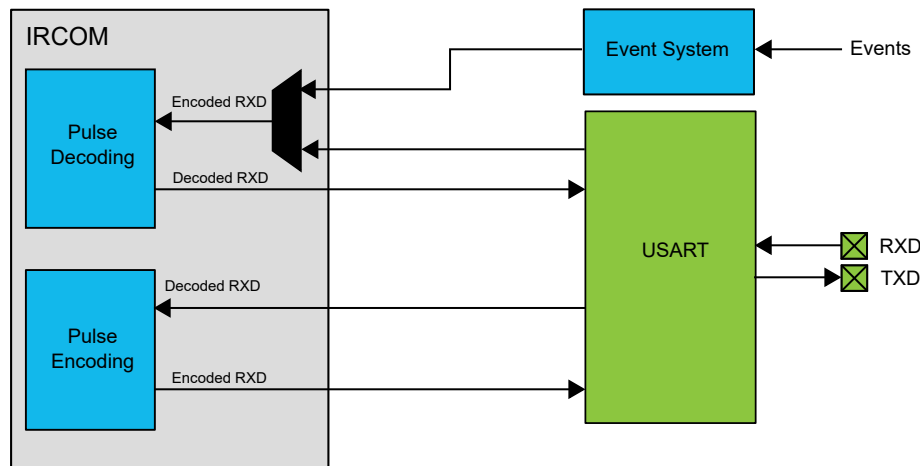 IRCOM
Event System
Events
Encoded RXD
Pulse
Decoding
Decoded RXD
USART
RXD
TXD
Decoded RXD
Pulse
Encoding
Encoded RXD